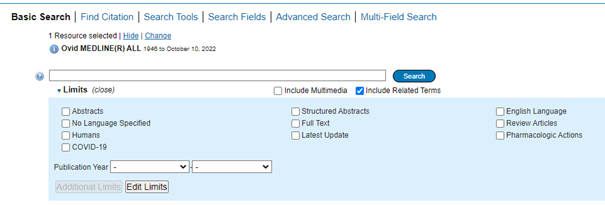 Basic Search | Find Citation | Search Tools | Search Fields | Advanced Search | Multi-Field Search
1 Resource selected | Hide | Change
Ovid MEDLINE(R) ALL 1946 to October 10, 2022
Search
Limits (close) Include Multimedia Include Related Terms
Abstracts Structured Abstracts English Language
No Language Specified Full Text Review Articles
Humans Latest Update Pharmacologic Actions
COVID-19
Publication Year - - -
Additional Limits Edit Limits